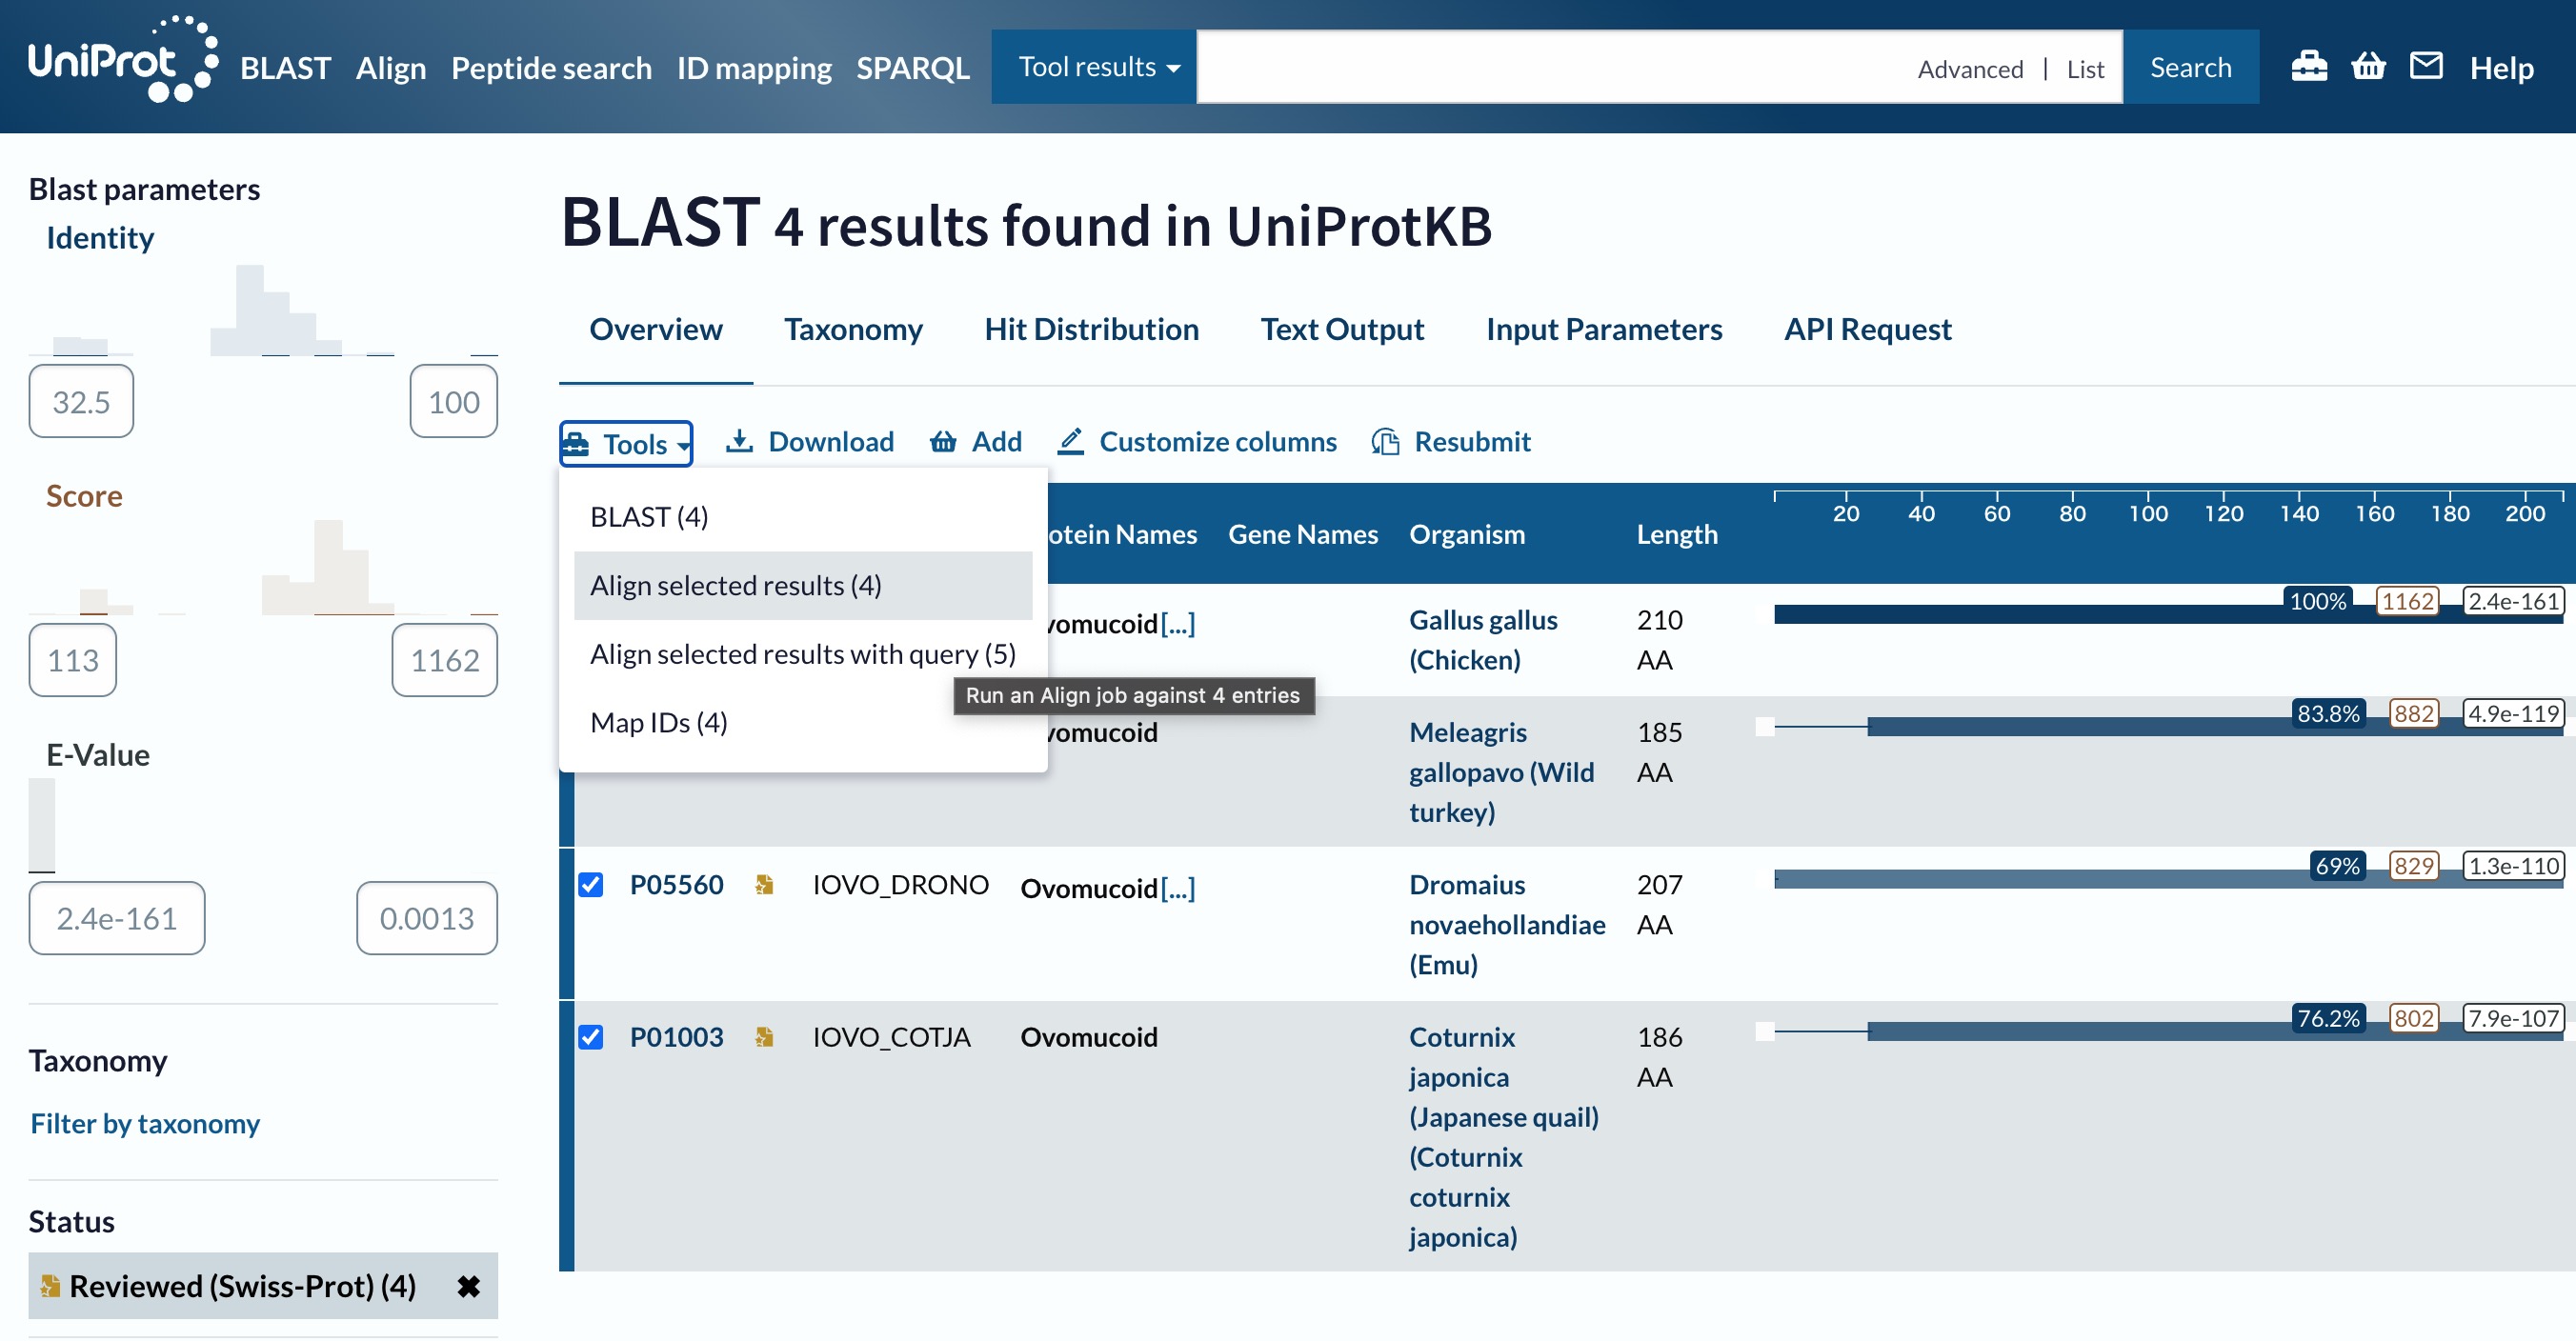 UniProt BLAST Align Peptide search ID mapping SPARQL Tool results Advanced | List Search Help
Blast parameters
Identity
32.5 100
Score
113 1162
E-Value
2.4e-161 0.0013
Taxonomy
Filter by taxonomy
Status
Reviewed (Swiss-Prot) (4) ✖
BLAST 4 results found in UniProtKB
Overview Taxonomy Hit Distribution Text Output Input Parameters API Request
Tools Download Add Customize columns Resubmit
BLAST (4)
Align selected results (4)
Align selected results with query (5)
Run an Align job against 4 entries
Map IDs (4)
otein Names Gene Names Organism Length
20 40 60 80 100 120 140 160 180 200
vomucoid[...] Gallus gallus 210 100% 1162 2.4e-161
(Chicken) AA
vomucoid Meleagris 185 83.8% 882 4.9e-119
gallopavo (Wild AA
turkey)
P05560 IOVO_DRONO Ovomucoid[...] Dromaius 207 69% 829 1.3e-110
novaehollandiae AA
(Emu)
P01003 IOVO_COTJA Ovomucoid Coturnix 186 76.2% 802 7.9e-107
japonica AA
(Japanese quail)
(Coturnix
coturnix
japonica)